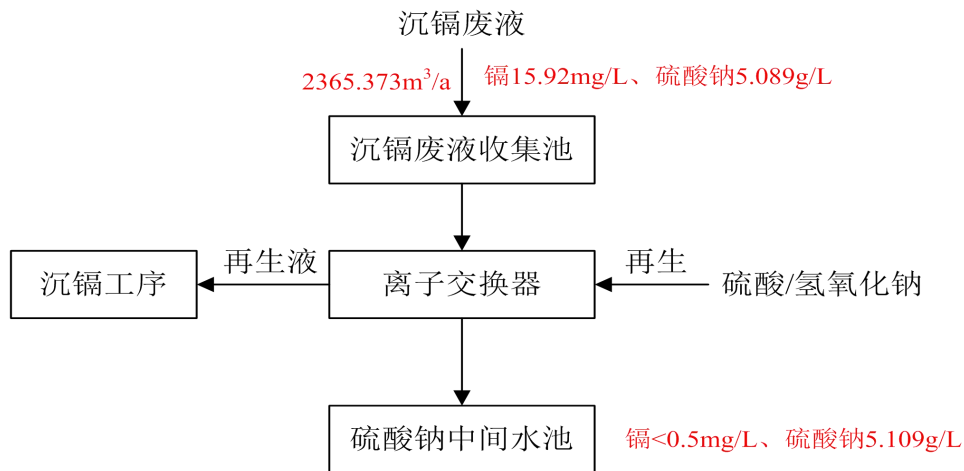 沉镉废液
2365.373m³/a
镉15.92mg/L、硫酸钠5.089g/L
沉镉废液收集池
沉镉工序
再生液
离子交换器
再生
硫酸/氢氧化钠
硫酸钠中间水池
镉<0.5mg/L、硫酸钠5.109g/L